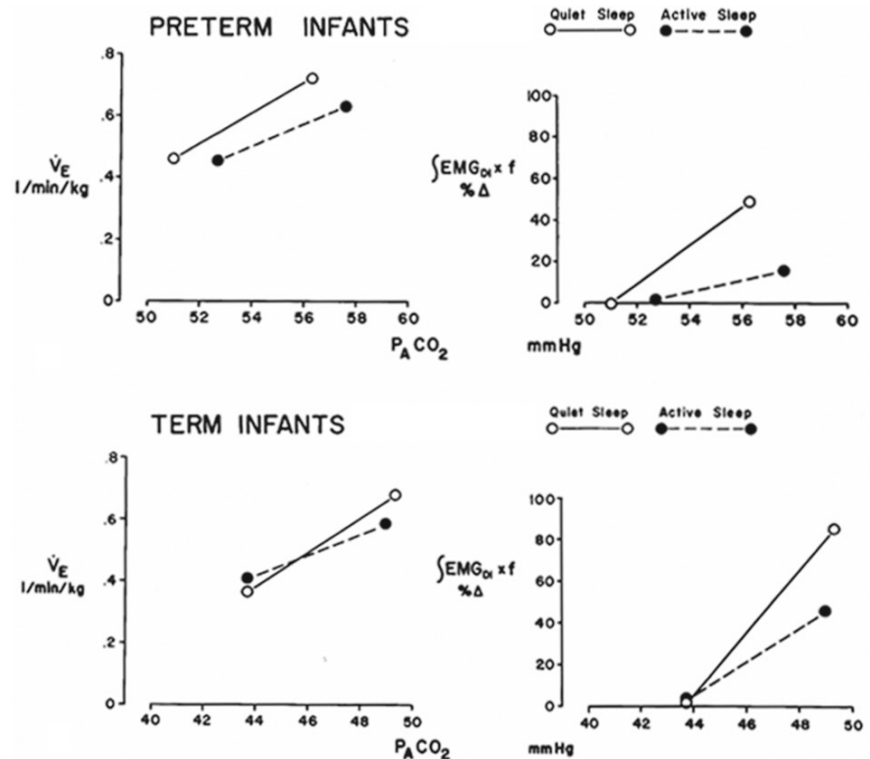 PRETERM INFANTS
Quiet Sleep Active Sleep
.8
.6
.4
.2
0
V̇E
l/min/kg
50 52 54 56 58 60
PACO2
100
80
60
40
20
0
∫EMGDI x f
% Δ
50 52 54 56 58 60
mmHg
TERM INFANTS
Quiet Sleep Active Sleep
.8
.6
.4
.2
0
V̇E
l/min/kg
40 42 44 46 48 50
PACO2
100
80
60
40
20
0
∫EMGDI x f
% Δ
40 42 44 46 48 50
mmHg